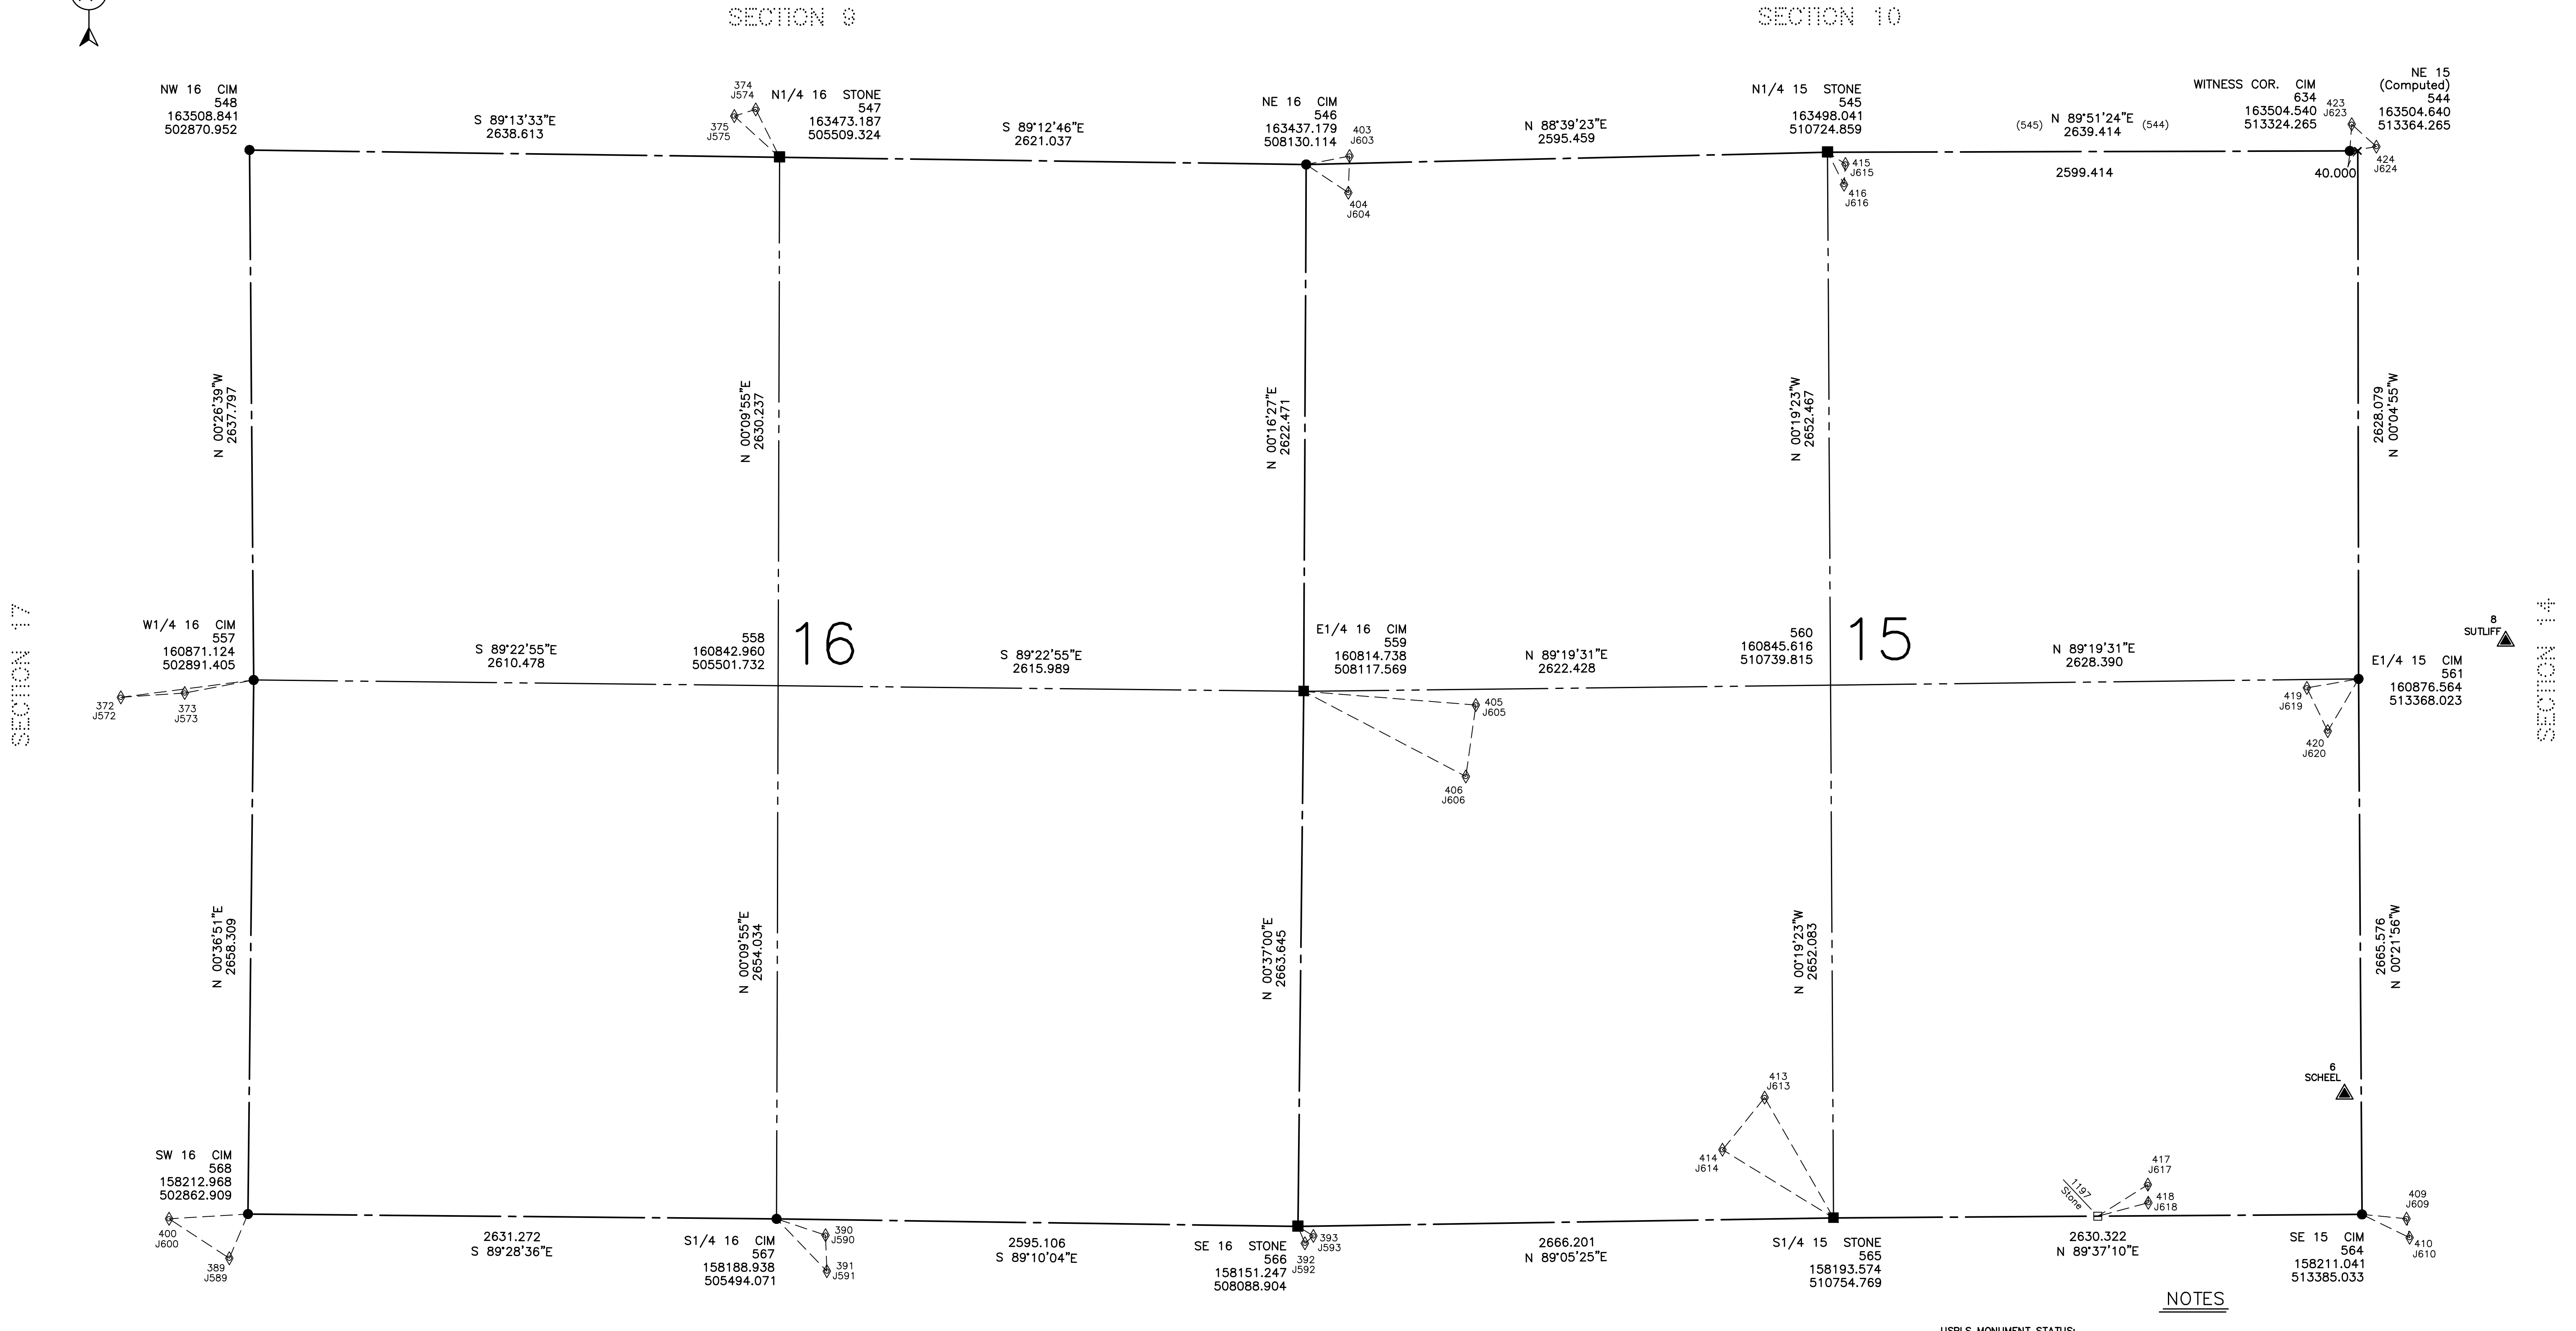 SECTION 9
SECTION 10
NW 16 CIM
548
163508.841
502870.952
S 89°13'33"E
2638.613
374
J574
375
J575
N1/4 16 STONE
547
163473.187
505509.324
S 89°12'46"E
2621.037
NE 16 CIM
546
163437.179
508130.114
403
J603
404
J604
N 88°39'23"E
2595.459
N1/4 15 STONE
545
163498.041
510724.859
415
J615
416
J616
(545)
N 89°51'24"E
2639.414
(544)
2599.414
WITNESS COR. CIM
634
163504.540
513324.265
423
J623
NE 15
(Computed)
544
163504.640
513364.265
424
J624
40.000
N 00°26'39"W
2637.797
N 00°09'55"E
2630.237
N 00°16'27"E
2622.471
N 00°19'23"W
2652.467
2628.079
N 00°04'55"W
SECTION 17
W1/4 16 CIM
557
160871.124
502891.405
372
J572
373
J573
S 89°22'55"E
2610.478
558
160842.960
505501.732
16
S 89°22'55"E
2615.989
E1/4 16 CIM
559
160814.738
508117.569
405
J605
406
J606
N 89°19'31"E
2622.428
560
160845.616
510739.815
15
N 89°19'31"E
2628.390
E1/4 15 CIM
561
160876.564
513368.023
419
J619
420
J620
8
SUTLIFF
SECTION 14
N 00°36'51"E
2658.309
N 00°09'55"E
2654.034
N 00°37'00"E
2663.645
N 00°19'23"W
2652.083
2665.576
N 00°21'56"W
6
SCHEEL
SW 16 CIM
568
158212.968
502862.909
400
J600
389
J589
2631.272
S 89°28'36"E
S1/4 16 CIM
567
158188.938
505494.071
390
J590
391
J591
2595.106
S 89°10'04"E
SE 16 STONE
566
158151.247
508088.904
393
J593
392
J592
2666.201
N 89°05'25"E
413
J613
414
J614
S1/4 15 STONE
565
158193.574
510754.769
1197
Stone
417
J617
418
J618
2630.322
N 89°37'10"E
SE 15 CIM
564
158211.041
513385.033
409
J609
410
J610
NOTES
USPLS MONUMENT STATUS: